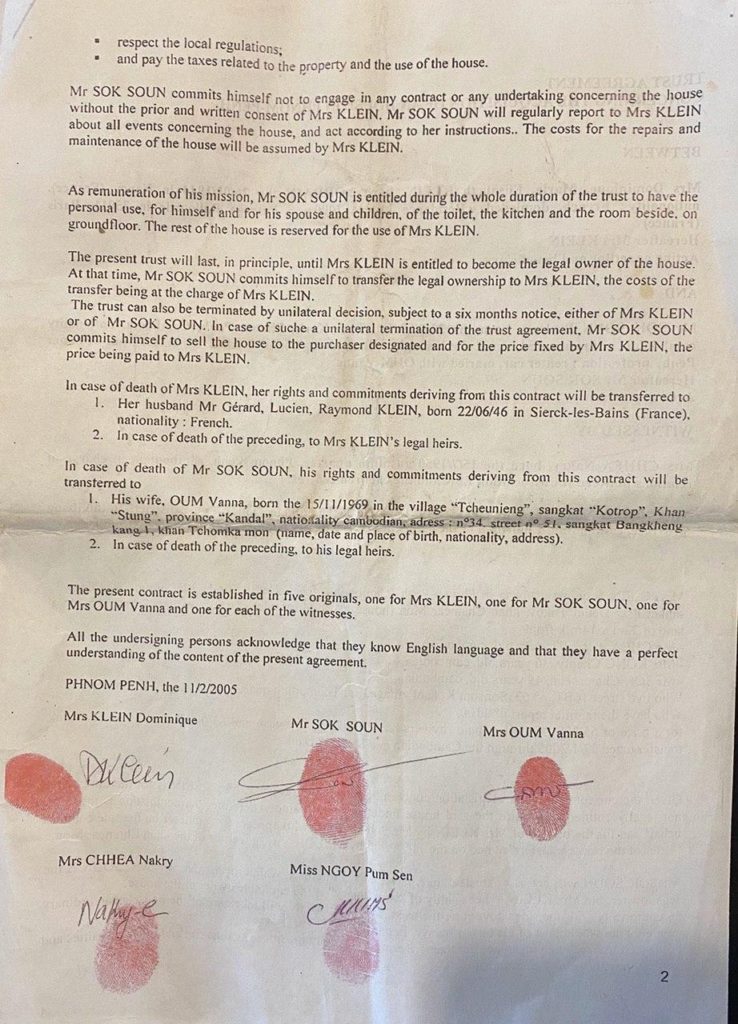 ▪ respect the local regulations;
▪ and pay the taxes related to the property and the use of the house.
Mr SOK SOUN commits himself not to engage in any contract or any undertaking concerning the house
without the prior and written consent of Mrs KLEIN. Mr SOK SOUN will regularly report to Mrs KLEIN
about all events concerning the house, and act according to her instructions.. The costs for the repairs and
maintenance of the house will be assumed by Mrs KLEIN.
As remuneration of his mission, Mr SOK SOUN is entitled during the whole duration of the trust to have the
personal use, for himself and for his spouse and children, of the toilet, the kitchen and the room beside, on
groundfloor. The rest of the house is reserved for the use of Mrs KLEIN.
The present trust will last, in principle, until Mrs KLEIN is entitled to become the legal owner of the house.
At that time, Mr SOK SOUN commits himself to transfer the legal ownership to Mrs KLEIN, the costs of the
transfer being at the charge of Mrs KLEIN.
The trust can also be terminated by unilateral decision, subject to a six months notice, either of Mrs KLEIN
or of Mr SOK SOUN. In case of suche a unilateral termination of the trust agreement, Mr SOK SOUN
commits himself to sell the house to the purchaser designated and for the price fixed by Mrs KLEIN, the
price being paid to Mrs KLEIN.
In case of death of Mrs KLEIN, her rights and commitments deriving from this contract will be transferred to
1. Her husband Mr Gérard, Lucien, Raymond KLEIN, born 22/06/46 in Sierck-les-Bains (France),
nationality : French.
2. In case of death of the preceding, to Mrs KLEIN's legal heirs.
In case of death of Mr SOK SOUN, his rights and commitments deriving from this contract will be
transferred to
1. His wife, OUM Vanna, born the 15/11/1969 in the village "Tcheunieng", sangkat "Kotrop", Khan
"Stung", province "Kandal", nationality cambodian, adress : n°34, street n° 51, sangkat Bangkheng
kang 1, khan Tchomka mon (name, date and place of birth, nationality, address).
2. In case of death of the preceding, to his legal heirs.
The present contract is established in five originals, one for Mrs KLEIN, one for Mr SOK SOUN, one for
Mrs OUM Vanna and one for each of the witnesses.
All the undersigning persons acknowledge that they know English language and that they have a perfect
understanding of the content of the present agreement.
PHNOM PENH, the 11/2/2005
Mrs KLEIN Dominique Mr SOK SOUN Mrs OUM Vanna
DKlein
Mrs CHHEA Nakry Miss NGOY Pum Sen
2